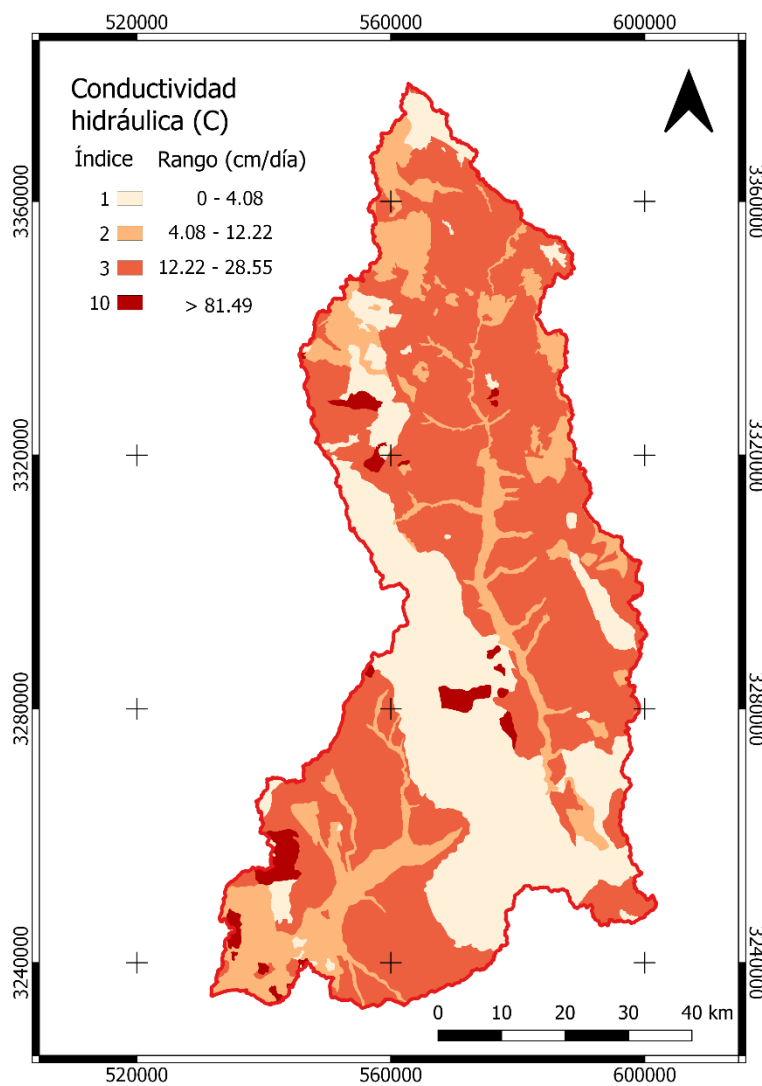 520000 560000 600000
Conductividad
hidráulica (C)
Índice Rango (cm/día)
1 0 - 4.08
2 4.08 - 12.22
3 12.22 - 28.55
10 > 81.49
3360000 3360000
3320000 3320000
3280000 3280000
3240000 3240000
0 10 20 30 40 km
520000 560000 600000